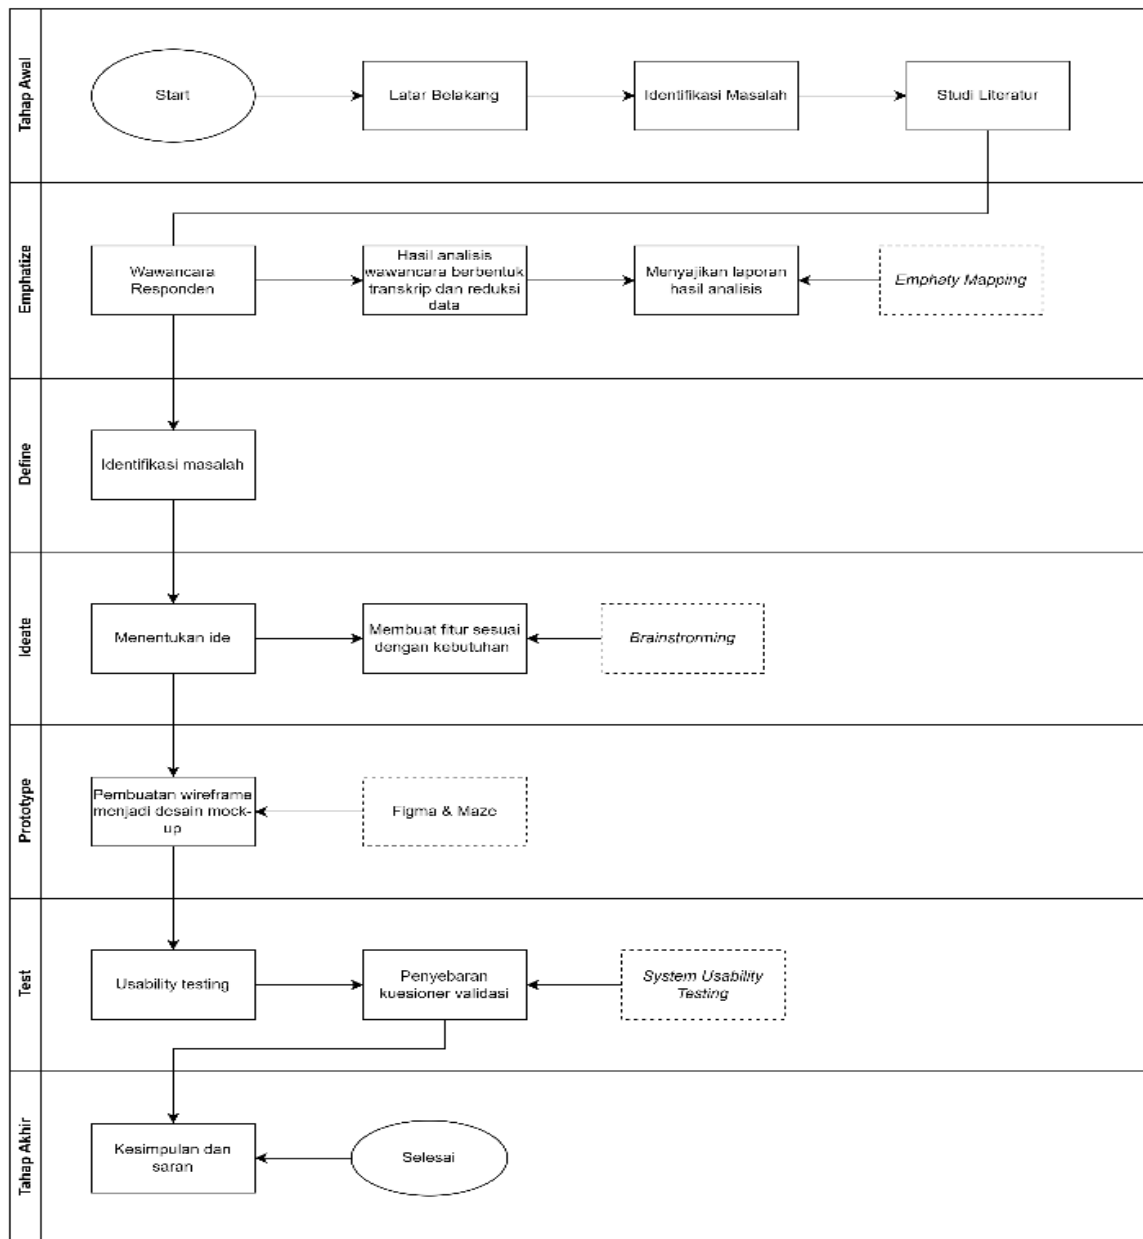 Tahap Awal
Start
Latar Belakang
Identifikasi Masalah
Studi Literatur
Emphatize
Wawancara
Responden
Hasil analisis
wawancara berbentuk
transkrip dan reduksi
data
Menyajikan laporan
hasil analisis
Emphaty Mapping
Define
Identifikasi masalah
Ideate
Menentukan ide
Membuat fitur sesuai
dengan kebutuhan
Brainstrorming
Prototype
Pembuatan wireframe
menjadi desain mock-
up
Figma & Maze
Test
Usability testing
Penyebaran
kuesioner validasi
System Usability
Testing
Tahap Akhir
Kesimpulan dan
saran
Selesai